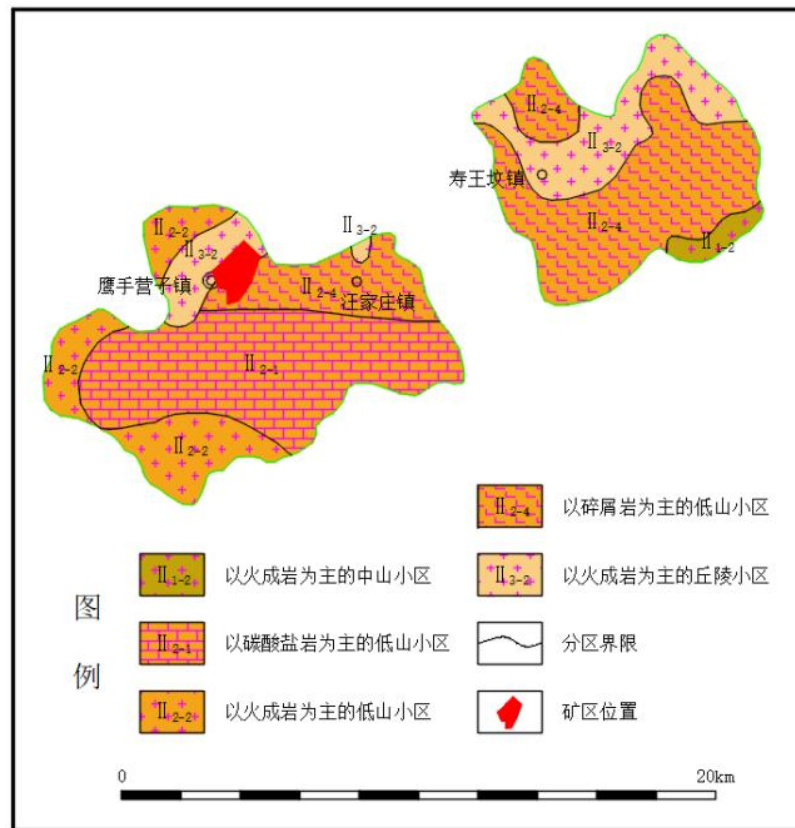 Ⅱ₂₋₄
Ⅱ₃₋₂
寿王坟镇
Ⅱ₂₋₄
Ⅱ₁₋₂
Ⅱ₂₋₂
Ⅱ₃₋₂
Ⅱ₃₋₂
鹰手营子镇
Ⅱ₂₋₄
汪家庄镇
Ⅱ₂₋₂
Ⅱ₂₋₁
Ⅱ₂₋₂
图例
Ⅱ₂₋₄ 以碎屑岩为主的低山小区
Ⅱ₁₋₂ 以火成岩为主的中山小区
Ⅱ₃₋₂ 以火成岩为主的丘陵小区
Ⅱ₂₋₁ 以碳酸盐岩为主的低山小区
分区界限
Ⅱ₂₋₂ 以火成岩为主的低山小区
矿区位置
0 20km